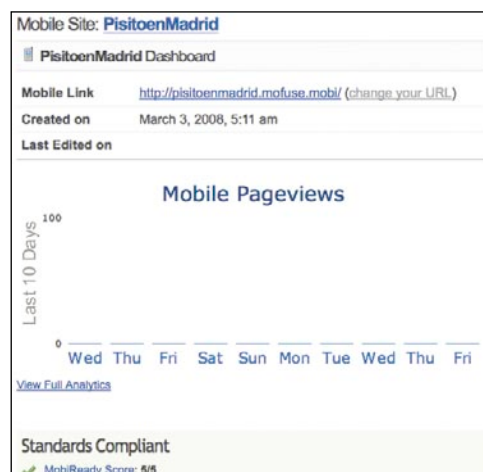 Mobile Site: PisitoenMadrid
PisitoenMadrid Dashboard
Mobile Link http://pisitoenmadrid.mofuse.mobi/ (change your URL)
Created on March 3, 2008, 5:11 am
Last Edited on
Mobile Pageviews
Last 10 Days
100
0
Wed Thu Fri Sat Sun Mon Tue Wed Thu Fri
View Full Analytics
Standards Compliant
MobiReady Score: 5/5